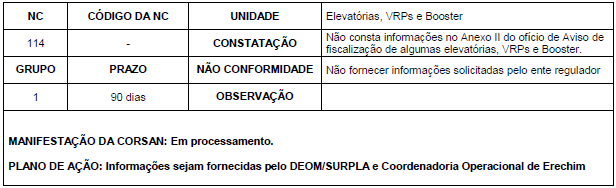 NC CÓDIGO DA NC UNIDADE Elevatórias, VRPs e Booster
114 - CONSTATAÇÃO Não consta informações no Anexo II do ofício de Aviso de
fiscalização de algumas elevatórias, VRPs e Booster.
GRUPO PRAZO NÃO CONFORMIDADE Não fornecer informações solicitadas pelo ente regulador
1 90 dias OBSERVAÇÃO
MANIFESTAÇÃO DA CORSAN: Em processamento.
PLANO DE AÇÃO: Informações sejam fornecidas pelo DEOM/SURPLA e Coordenadoria Operacional de Erechim